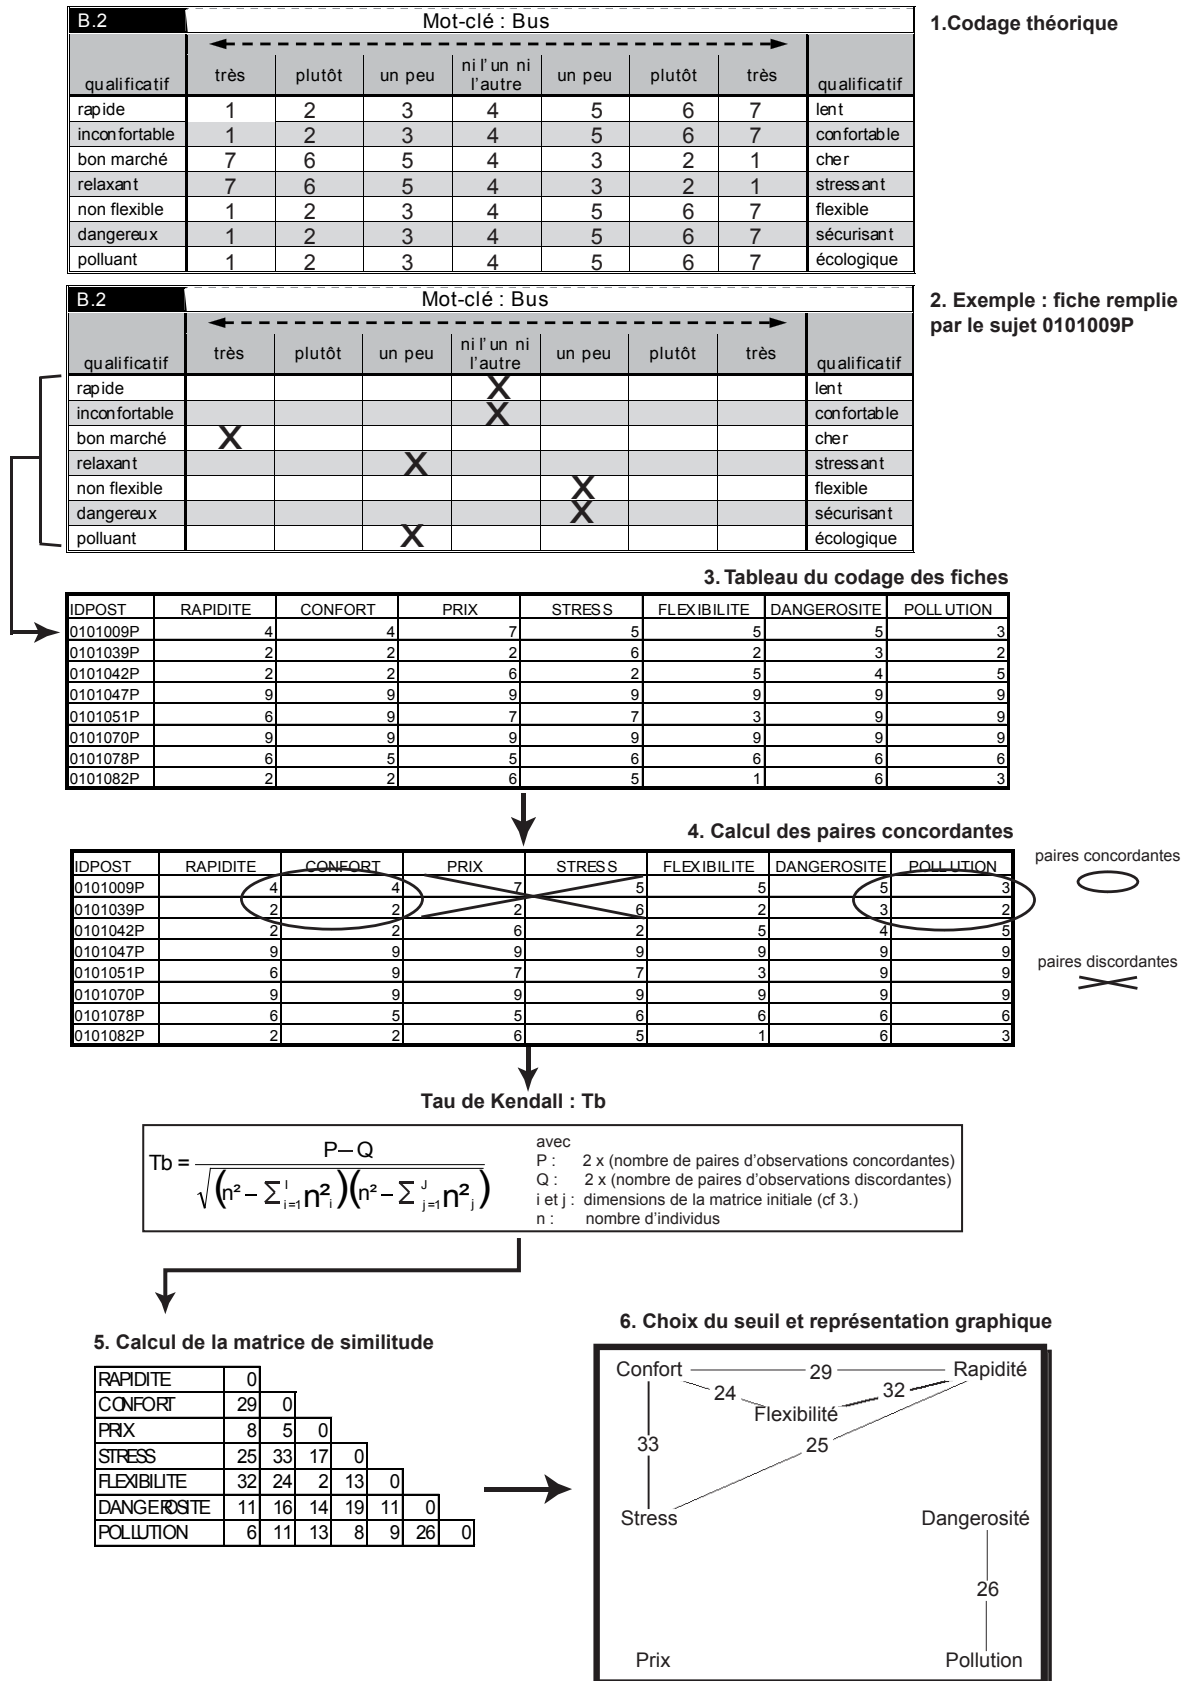 B.2 Mot-clé : Bus
1.Codage théorique
qualificatif très plutôt un peu ni l'un ni l'autre un peu plutôt très qualificatif
rapide 1 2 3 4 5 6 7 lent
inconfortable 1 2 3 4 5 6 7 confortable
bon marché 7 6 5 4 3 2 1 cher
relaxant 7 6 5 4 3 2 1 stressant
non flexible 1 2 3 4 5 6 7 flexible
dangereux 1 2 3 4 5 6 7 sécurisant
polluant 1 2 3 4 5 6 7 écologique
B.2 Mot-clé : Bus
2. Exemple : fiche remplie
par le sujet 0101009P
qualificatif très plutôt un peu ni l'un ni l'autre un peu plutôt très qualificatif
rapide X lent
inconfortable X confortable
bon marché X cher
relaxant X stressant
non flexible X flexible
dangereux X sécurisant
polluant X écologique
3. Tableau du codage des fiches
IDPOST RAPIDITE CONFORT PRIX STRESS FLEXIBILITE DANGEROSITE POLLUTION
0101009P 4 4 7 5 5 5 3
0101039P 2 2 2 6 2 3 2
0101042P 2 2 6 2 5 4 5
0101047P 9 9 9 9 9 9 9
0101051P 6 9 7 7 3 9 9
0101070P 9 9 9 9 9 9 9
0101078P 6 5 5 6 6 6 6
0101082P 2 2 6 5 1 6 3
4. Calcul des paires concordantes
IDPOST RAPIDITE CONFORT PRIX STRESS FLEXIBILITE DANGEROSITE POLLUTION
0101009P 4 4 7 5 5 5 3
0101039P 2 2 2 6 2 3 2
0101042P 2 2 6 2 5 4 5
0101047P 9 9 9 9 9 9 9
0101051P 6 9 7 7 3 9 9
0101070P 9 9 9 9 9 9 9
0101078P 6 5 5 6 6 6 6
0101082P 2 2 6 5 1 6 3
paires concordantes
paires discordantes
Tau de Kendall : Tb
Tb = P–Q / √(n² – ∑ᴵᵢ₌₁ n²ᵢ)(n² – ∑ᴶⱼ₌₁ n²ⱼ)
avec
P : 2 x (nombre de paires d'observations concordantes)
Q : 2 x (nombre de paires d'observations discordantes)
i et j : dimensions de la matrice initiale (cf 3.)
n : nombre d'individus
5. Calcul de la matrice de similitude
RAPIDITE 0
CONFORT 29 0
PRIX 8 5 0
STRESS 25 33 17 0
FLEXIBILITE 32 24 2 13 0
DANGEROSITE 11 16 14 19 11 0
POLLUTION 6 11 13 8 9 26 0
6. Choix du seuil et représentation graphique
Confort 29 Rapidité
24 32
Flexibilité
33 25
Stress Dangerosité
26
Prix Pollution